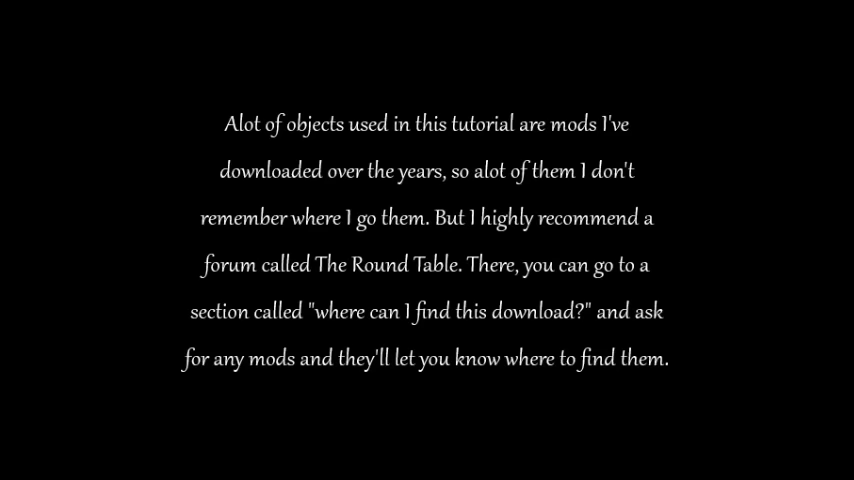 Alot of objects used in this tutorial are mods I've
downloaded over the years, so alot of them I don't
remember where I go them. But I highly recommend a
forum called The Round Table. There, you can go to a
section called "where can I find this download?" and ask
for any mods and they'll let you know where to find them.